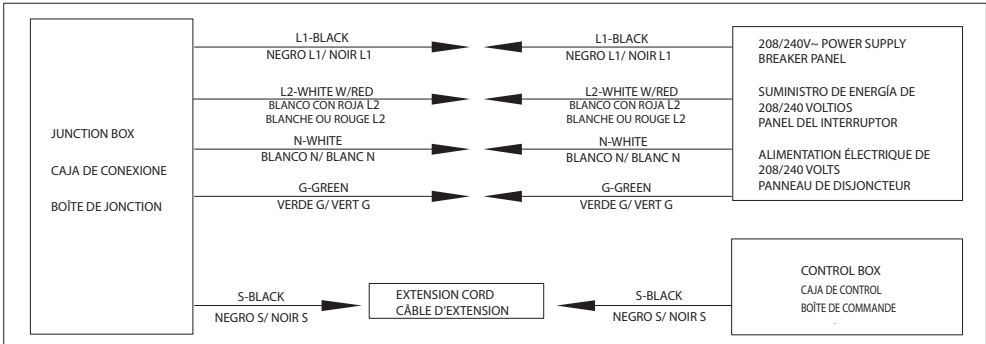 JUNCTION BOX
CAJA DE CONEXIONE
BOÎTE DE JONCTION
L1-BLACK
NEGRO L1/ NOIR L1
L2-WHITE W/RED
BLANCO CON ROJA L2
BLANCHE OU ROUGE L2
N-WHITE
BLANCO N/ BLANC N
G-GREEN
VERDE G/ VERT G
S-BLACK
NEGRO S/ NOIR S
L1-BLACK
NEGRO L1/ NOIR L1
L2-WHITE W/RED
BLANCO CON ROJA L2
BLANCHE OU ROUGE L2
N-WHITE
BLANCO N/ BLANC N
G-GREEN
VERDE G/ VERT G
EXTENSION CORD
CÂBLE D'EXTENSION
S-BLACK
NEGRO S/ NOIR S
208/240V~ POWER SUPPLY
BREAKER PANEL
SUMINISTRO DE ENERGÍA DE
208/240 VOLTIOS
PANEL DEL INTERRUPTOR
ALIMENTATION ÉLECTRIQUE DE
208/240 VOLTS
PANNEAU DE DISJONCTEUR
CONTROL BOX
CAJA DE CONTROL
BOÎTE DE COMMANDE